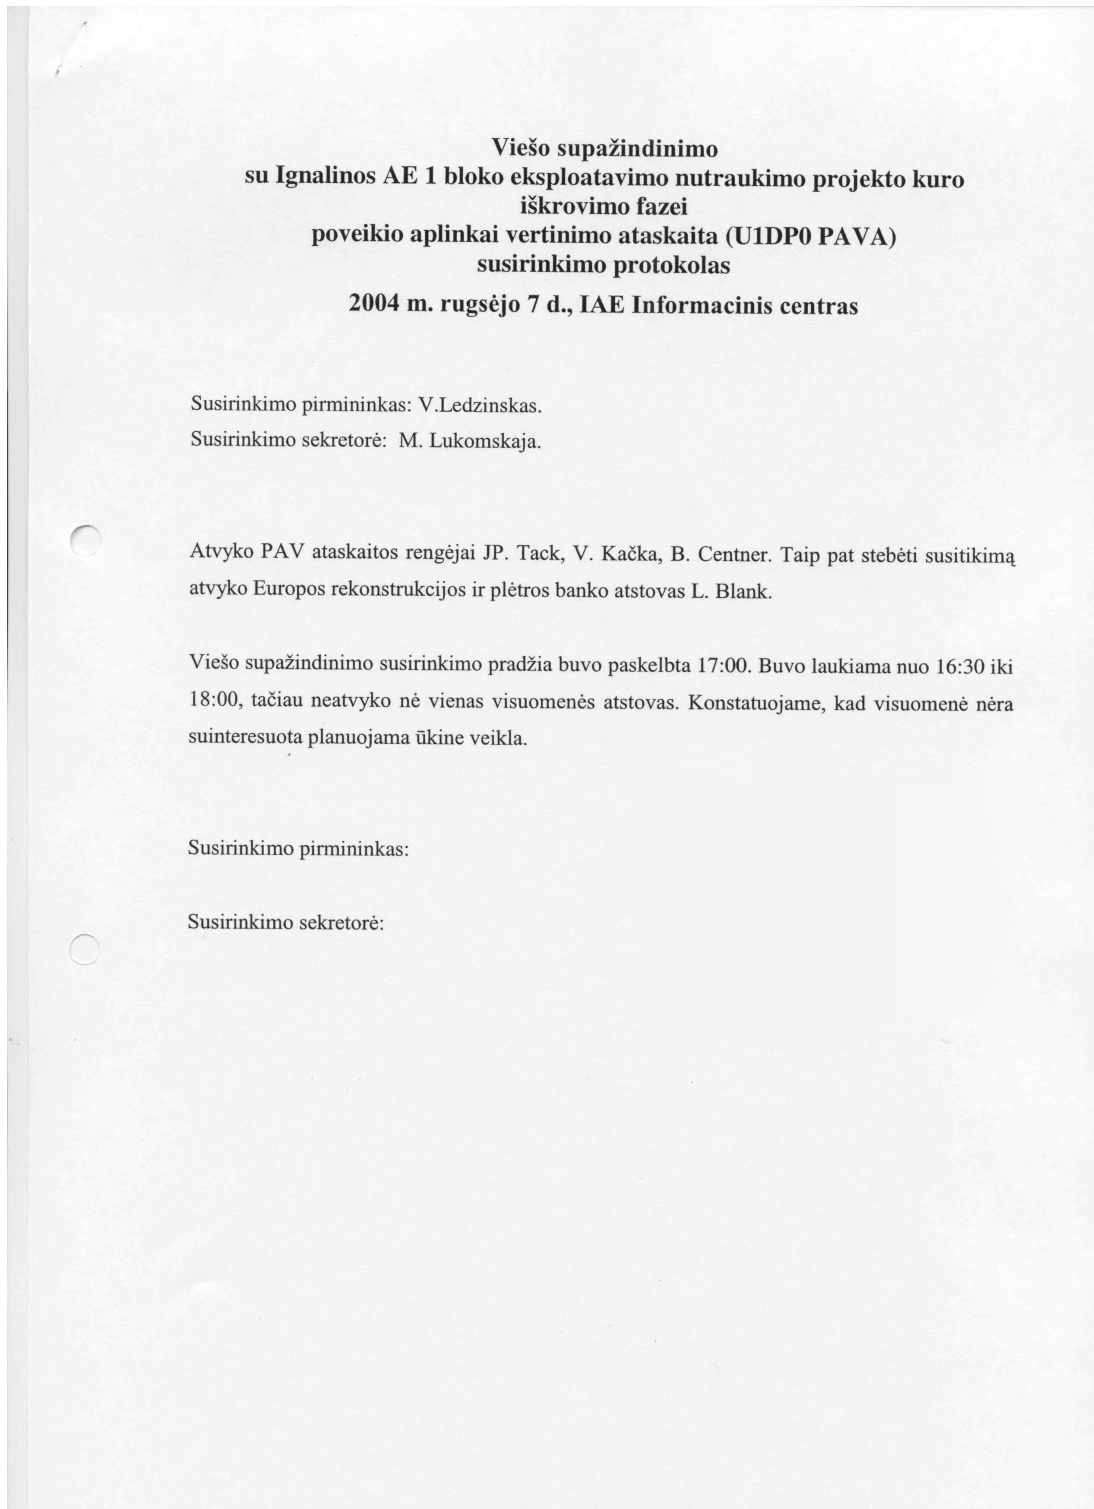 Viešo supažindinimo
su Ignalinos AE 1 bloko eksploatavimo nutraukimo projekto kuro
iškrovimo fazei
poveikio aplinkai vertinimo ataskaita (U1DP0 PAVA)
susirinkimo protokolas
2004 m. rugsėjo 7 d., IAE Informacinis centras
Susirinkimo pirmininkas: V.Ledzinskas.
Susirinkimo sekretorė: M. Lukomskaja.
Atvyko PAV ataskaitos rengėjai JP. Tack, V. Kačka, B. Centner. Taip pat stebėti susitikimą
atvyko Europos rekonstrukcijos ir plėtros banko atstovas L. Blank.
Viešo supažindinimo susirinkimo pradžia buvo paskelbta 17:00. Buvo laukiama nuo 16:30 iki
18:00, tačiau neatvyko nė vienas visuomenės atstovas. Konstatuojame, kad visuomenė nėra
suinteresuota planuojama ūkine veikla.
Susirinkimo pirmininkas:
Susirinkimo sekretorė: